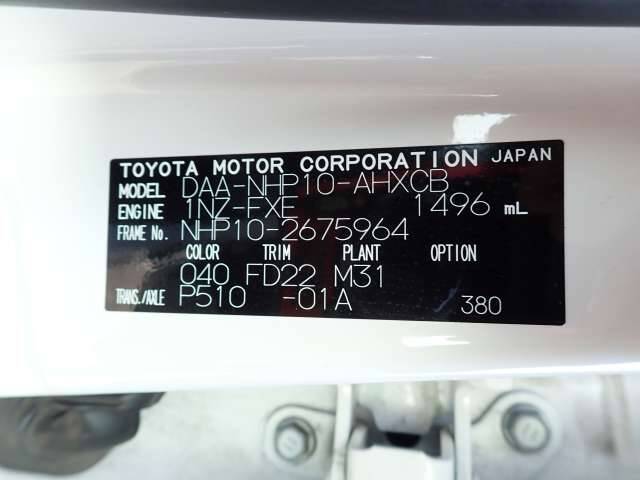 TOYOTA MOTOR CORPORATION JAPAN
MODEL DAA-NHP10-AHXCB
ENGINE 1NZ-FXE 1496 mL
FRAME No. NHP10-2675964
COLOR TRIM PLANT OPTION
040 FD22 M31
TRANS./AXLE P510 -01A 380